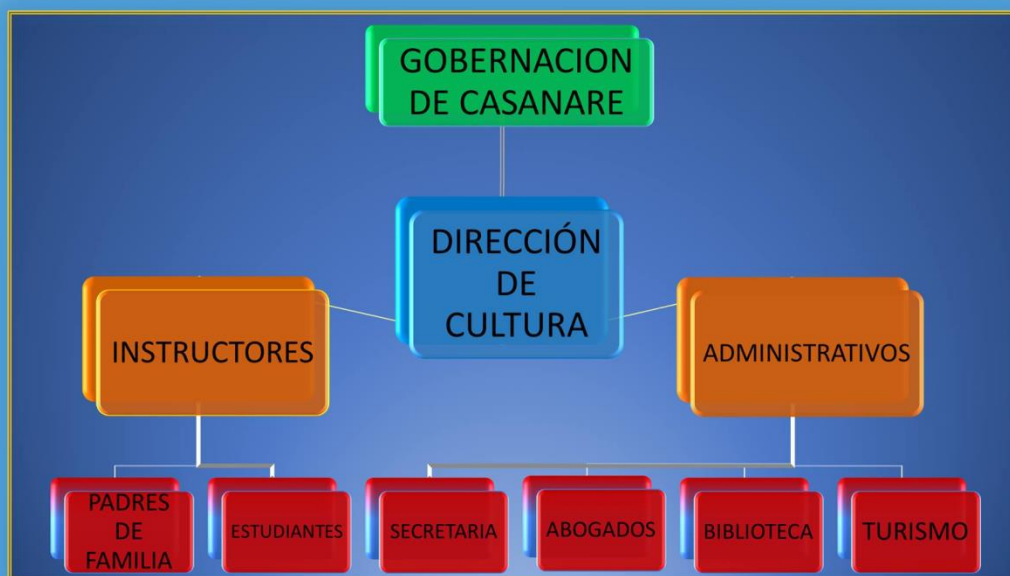 GOBERNACION
DE CASANARE
DIRECCIÓN
DE
CULTURA
INSTRUCTORES
ADMINISTRATIVOS
PADRES
DE
FAMILIA
ESTUDIANTES
SECRETARIA
ABOGADOS
BIBLIOTECA
TURISMO